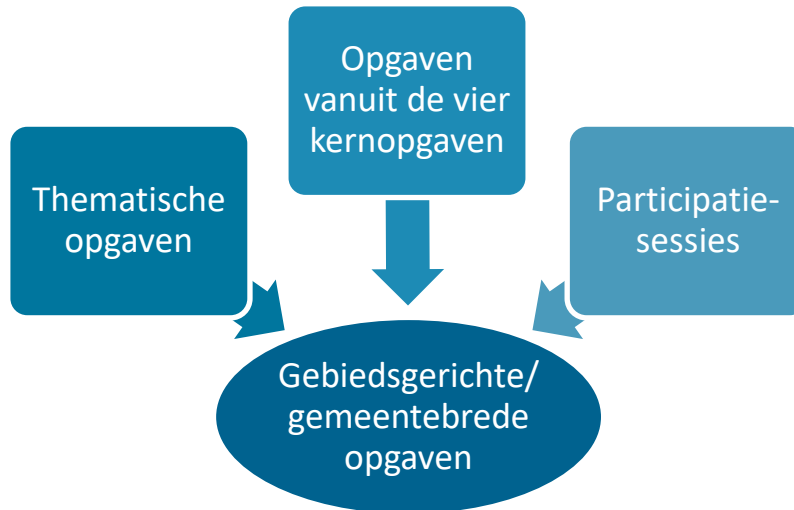 Opgaven
vanuit de vier
kernopgaven
Thematische
opgaven
Participatie-
sessies
Gebiedsgerichte/
gemeentebrede
opgaven